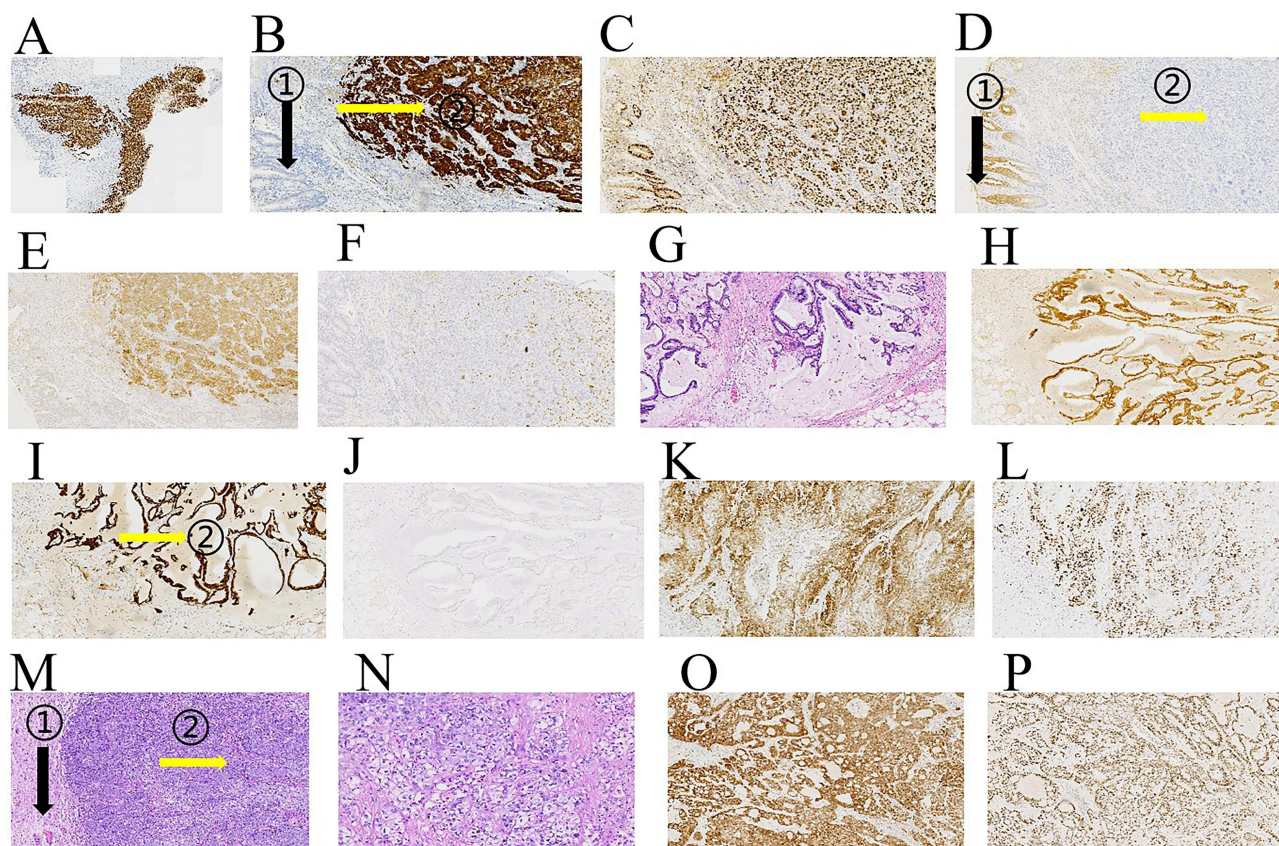 A B C D
① ② ① ②
E F G H
I J K L
②
M N O P
① ②